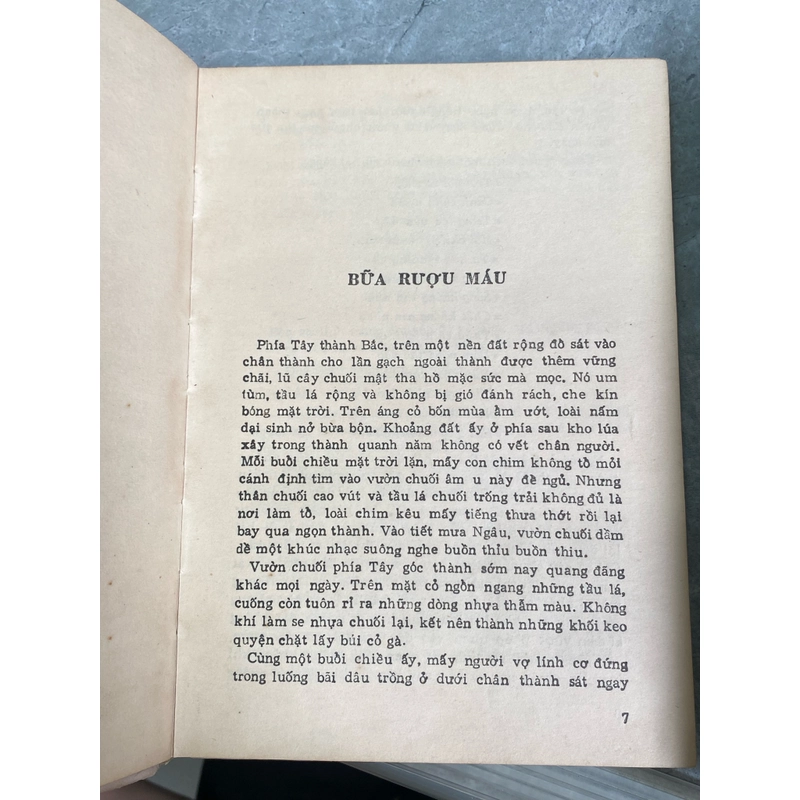 BỮA RƯỢU MÁU
Phía Tây thành Bắc, trên một nền đất rộng đồ sát vào
chân thành cho lần gạch ngoài thành được thêm vững
chãi, lũ cây chuối mật tha hồ mặc sức mà mọc. Nó um
tùm, tầu lá rộng và không bị gió đánh rách, che kín
bóng mặt trời. Trên áng cỏ bốn mùa ẩm ướt, loài nấm
dại sinh nở bừa bộn. Khoảng đất ấy ở phía sau kho lúa
xây trong thành quanh năm không có vết chân người.
Mỗi buổi chiều mặt trời lặn, mấy con chim không tổ mỏi
cánh định tìm vào vườn chuối âm u này để ngủ. Nhưng
thân chuối cao vút và tầu lá chuối trống trải không đủ là
nơi làm tổ, loài chim kêu mấy tiếng thưa thớt rồi lại
bay qua ngọn thành. Vào tiết mưa Ngâu, vườn chuối dầm
dề một khúc nhạc suông nghe buồn thỉu buồn thiu.
Vườn chuối phía Tây góc thành sớm nay quang đãng
khác mọi ngày. Trên mặt cỏ ngổn ngang những tầu lá,
cuống còn tuôn rỉ ra những dòng nhựa thẫm màu. Không
khí làm se nhựa chuối lại, kết nên thành những khối keo
quyện chặt lấy búi cỏ gà.
Cùng một buổi chiều ấy, mấy người vợ lính cơ đứng
trong luống bãi dâu trồng ở dưới chân thành sát ngay
7